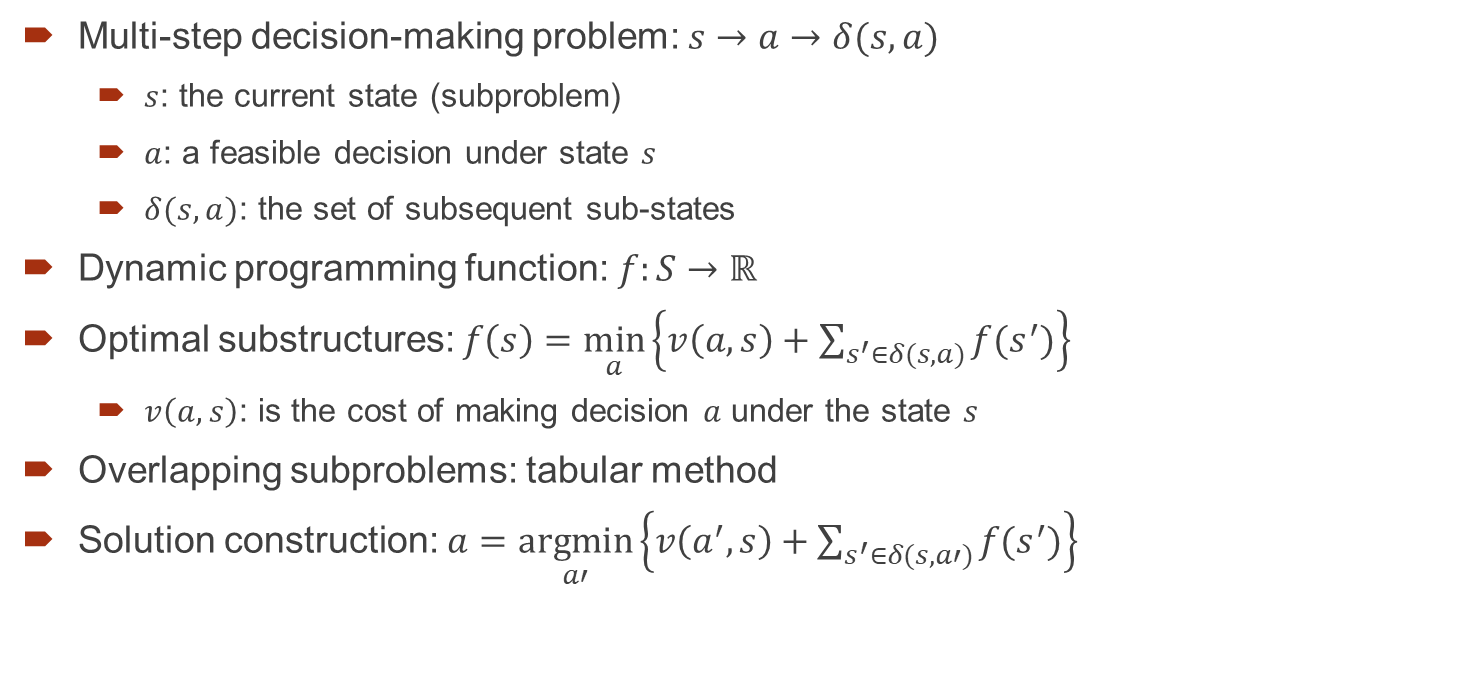 Multi-step decision-making problem: s → a → δ(s, a)
s: the current state (subproblem)
a: a feasible decision under state s
δ(s, a): the set of subsequent sub-states
Dynamic programming function: f: S → ℝ
Optimal substructures: f(s) = min_a {v(a, s) + ∑_{s′∈δ(s,a)} f(s′)}
v(a, s): is the cost of making decision a under the state s
Overlapping subproblems: tabular method
Solution construction: a = argmin_{a′} {v(a′, s) + ∑_{s′∈δ(s,a′)} f(s′)}